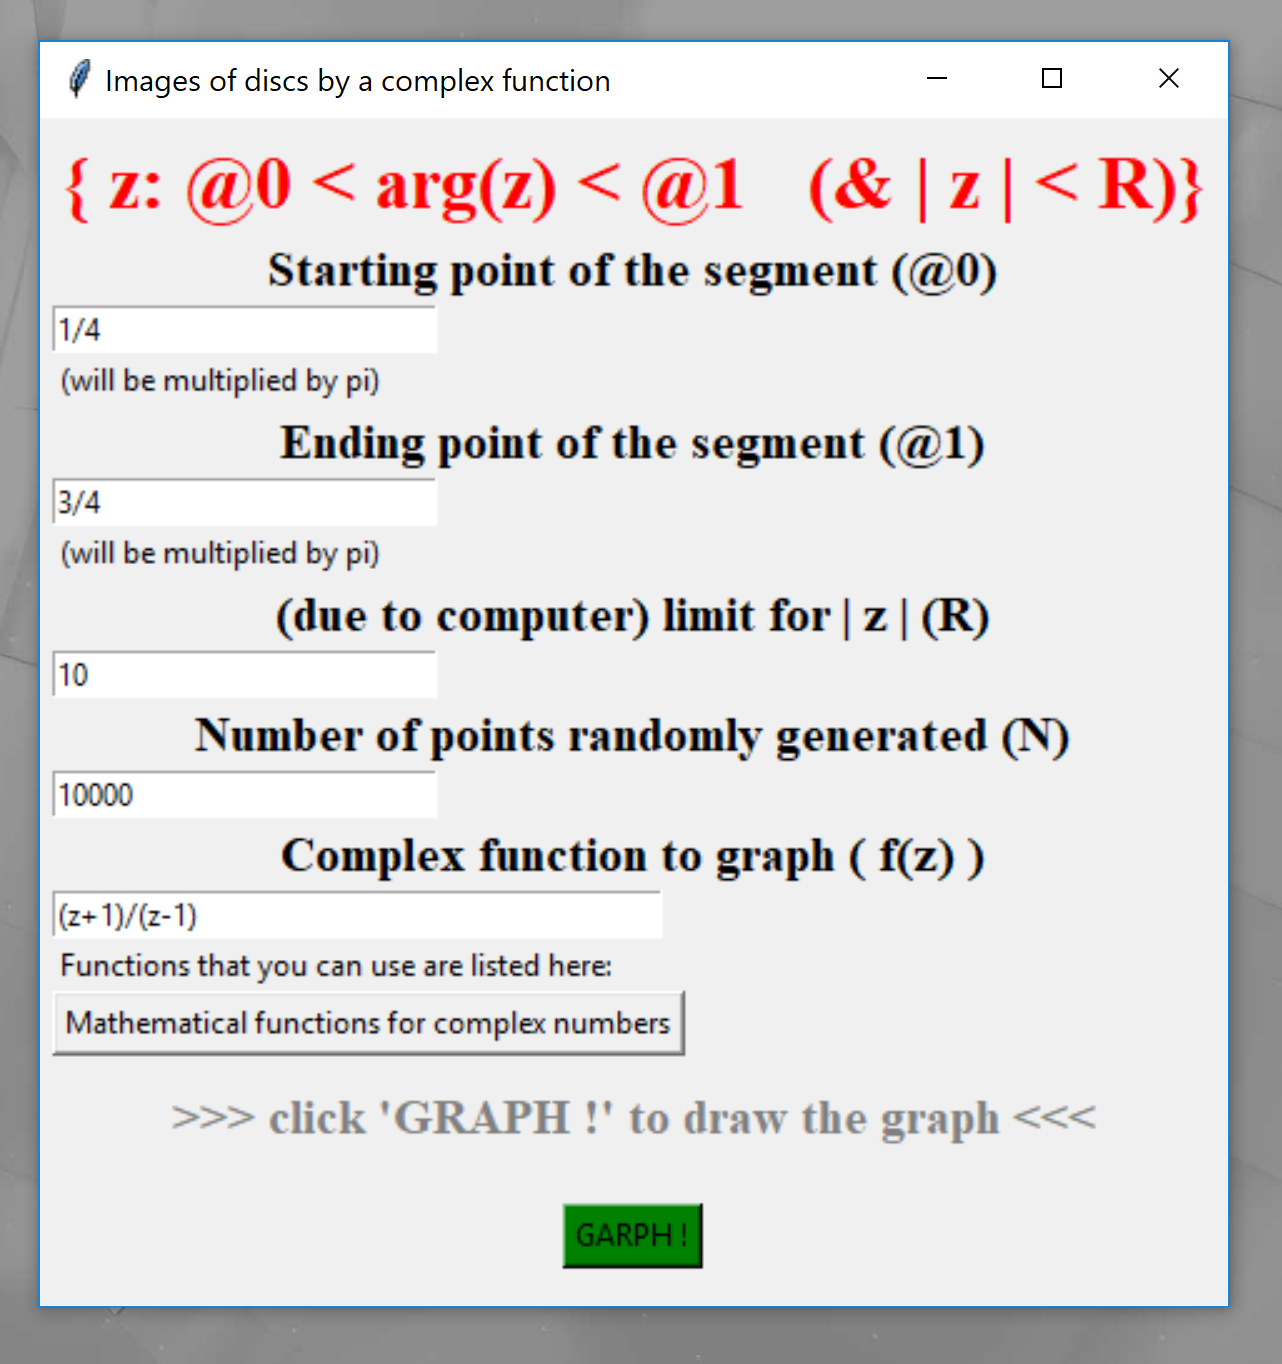 Images of discs by a complex function
{ z: @0 < arg(z) < @1 (& | z | < R)}
Starting point of the segment (@0)
1/4
(will be multiplied by pi)
Ending point of the segment (@1)
3/4
(will be multiplied by pi)
(due to computer) limit for | z | (R)
10
Number of points randomly generated (N)
10000
Complex function to graph ( f(z) )
(z+1)/(z-1)
Functions that you can use are listed here:
Mathematical functions for complex numbers
>>> click 'GRAPH !' to draw the graph <<<
GARPH !